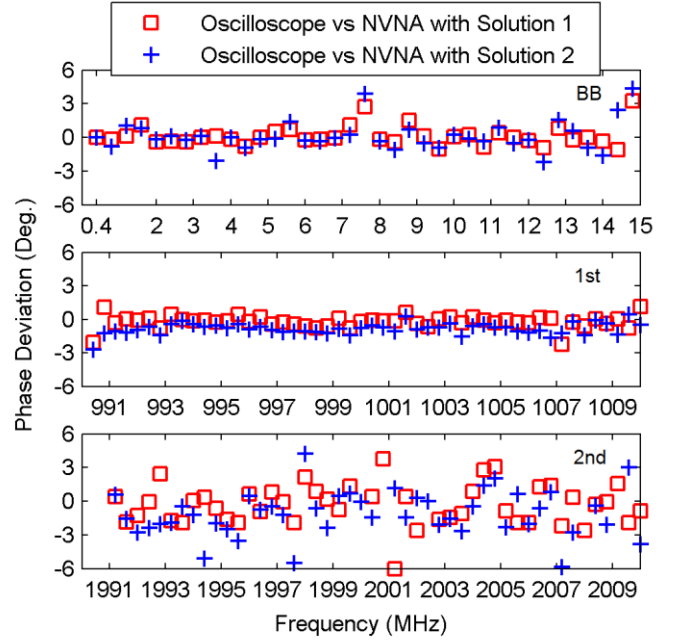 Oscilloscope vs NVNA with Solution 1
Oscilloscope vs NVNA with Solution 2
Phase Deviation (Deg.)
6
3
0
-3
-6
BB
0.4 2 3 4 5 6 7 8 9 10 11 12 13 14 15
6
3
0
-3
-6
1st
991 993 995 997 999 1001 1003 1005 1007 1009
6
3
0
-3
-6
2nd
1991 1993 1995 1997 1999 2001 2003 2005 2007 2009
Frequency (MHz)